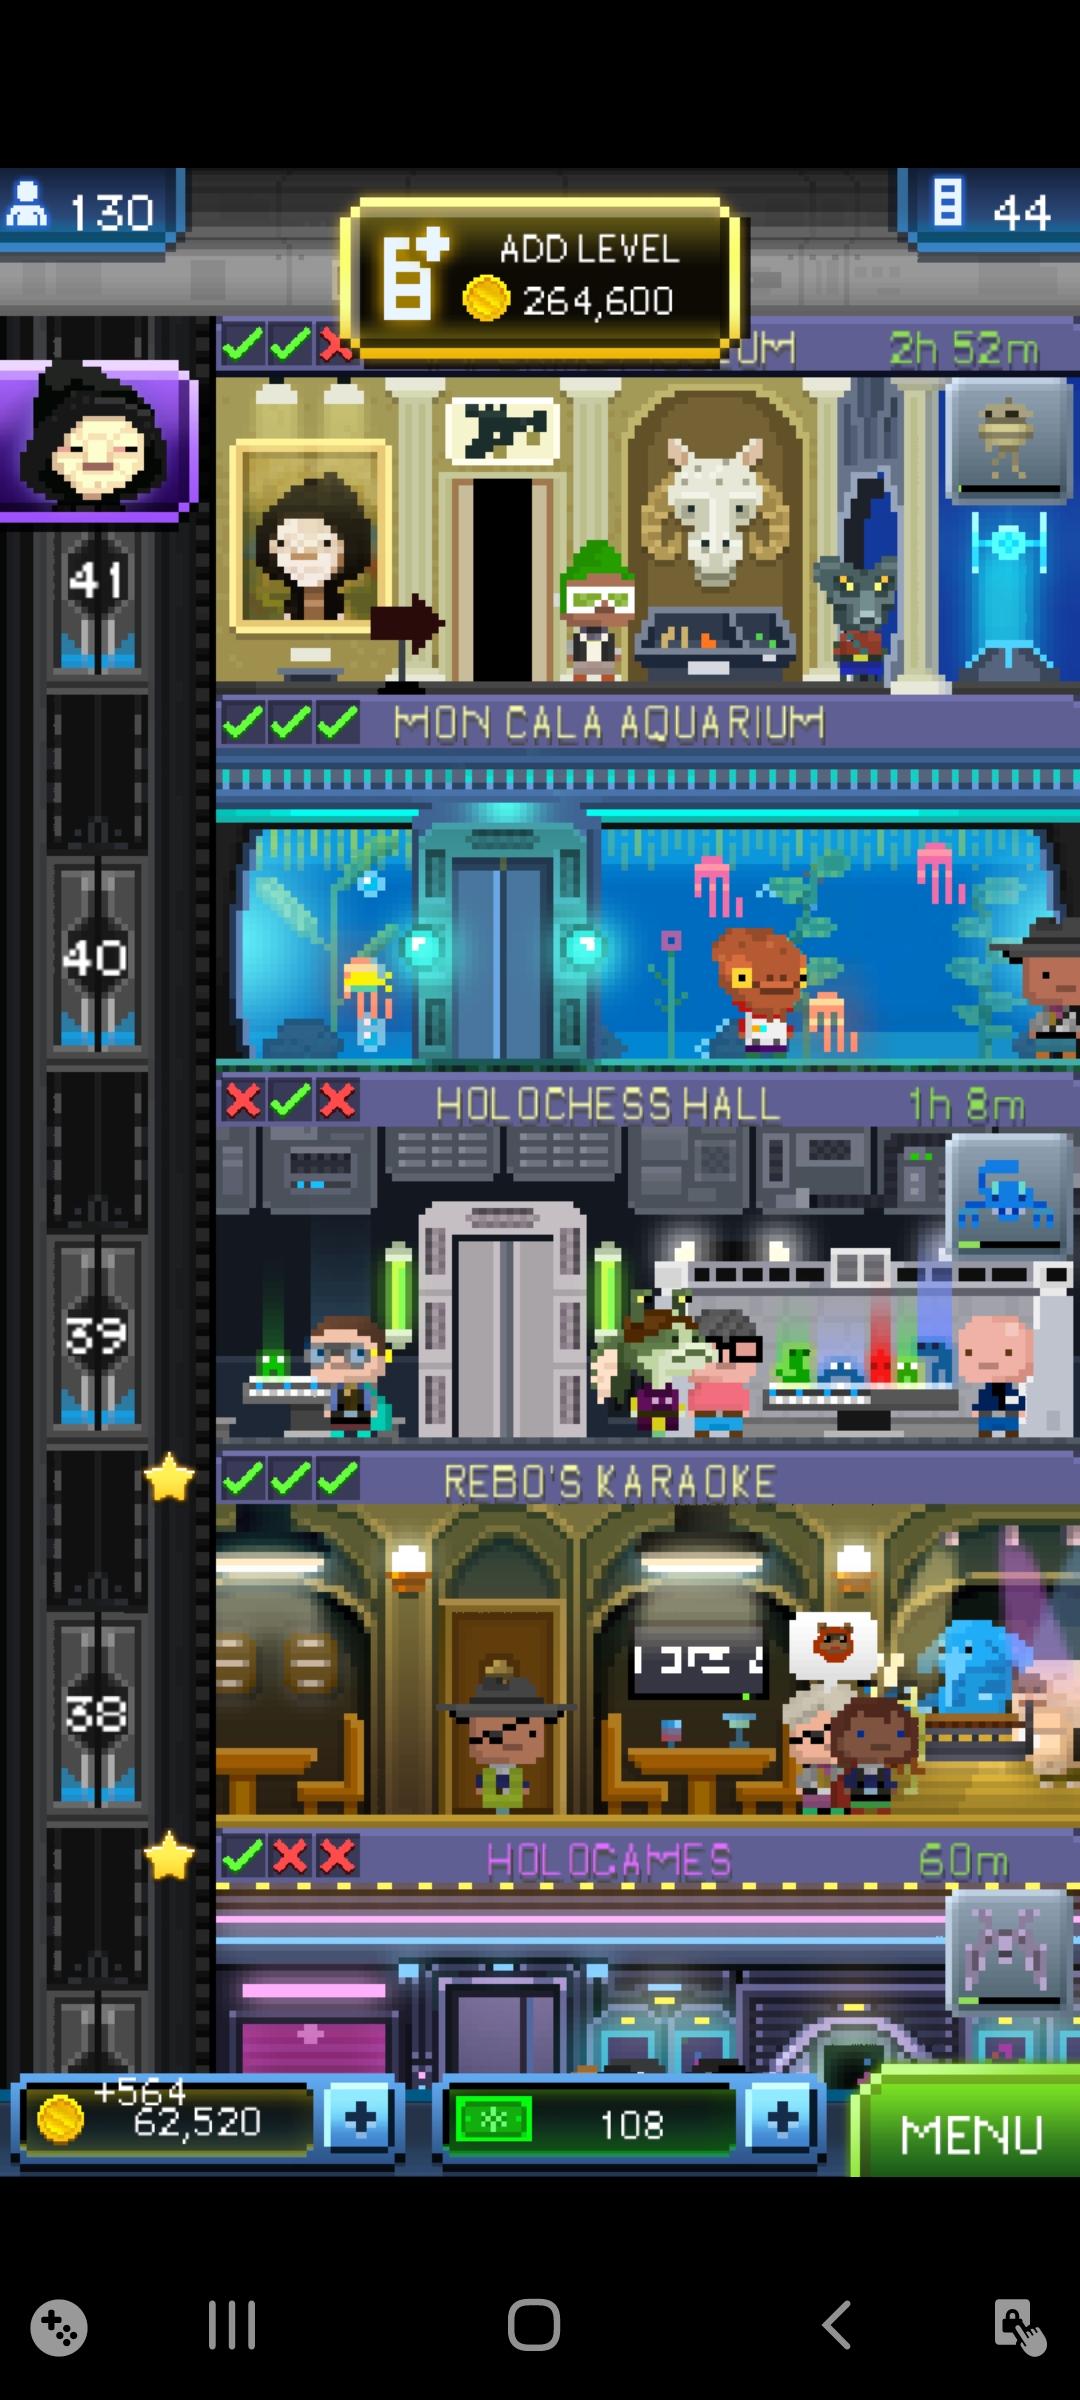 130
ADD LEVEL
264,600
44
2h 52m
41
MON CALA AQUARIUM
40
HOLOCHESS HALL
1h 8m
39
REBO'S KARAOKE
38
HOLOGAMES
60m
+564
62,520
108
MENU